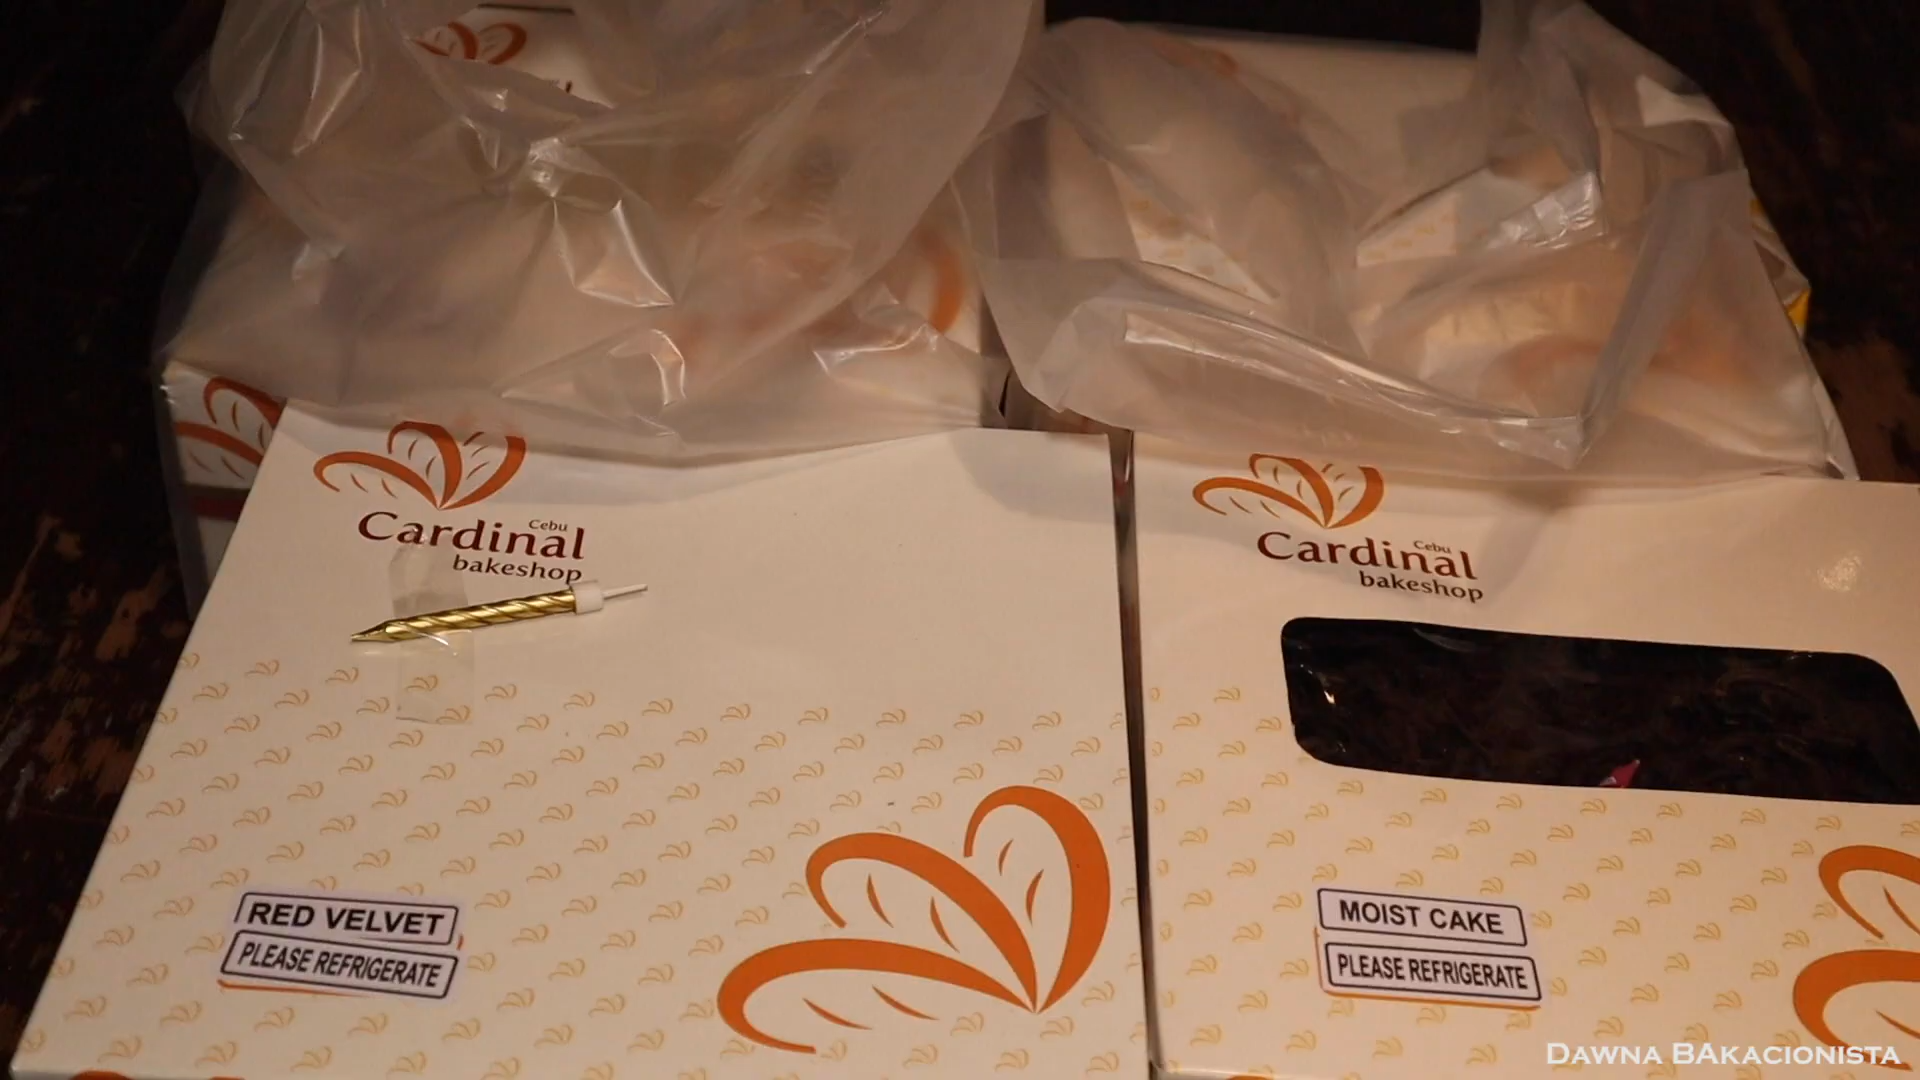 Cebu
Cardinal
bakeshop
Cebu
Cardinal
bakeshop
RED VELVET
PLEASE REFRIGERATE
MOIST CAKE
PLEASE REFRIGERATE
DAWNA BAKACIONISTA